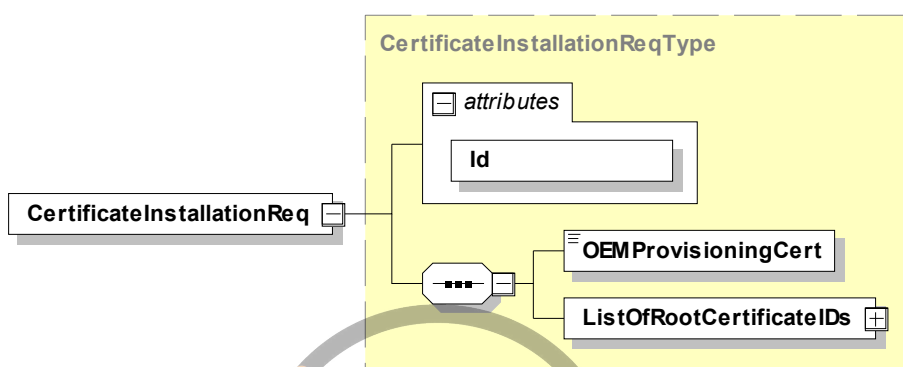 CertificateInstallationReqType
attributes
Id
CertificateInstallationReq
OEMProvisioningCert
ListOfRootCertificateIDs